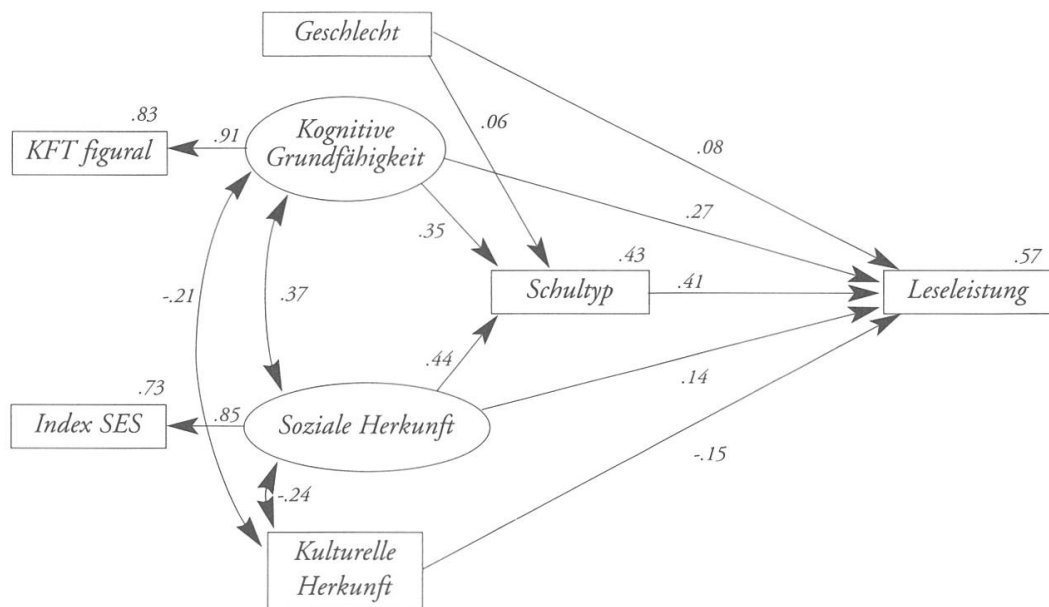 Geschlecht
.83
.91
KFT figural
Kognitive
Grundfähigkeit
.06
.08
.27
.35
.43
.57
Schultyp
.41
Leseleistung
-.21
.37
.44
.14
.73
.85
Index SES
Soziale Herkunft
-.15
-.24
Kulturelle
Herkunft